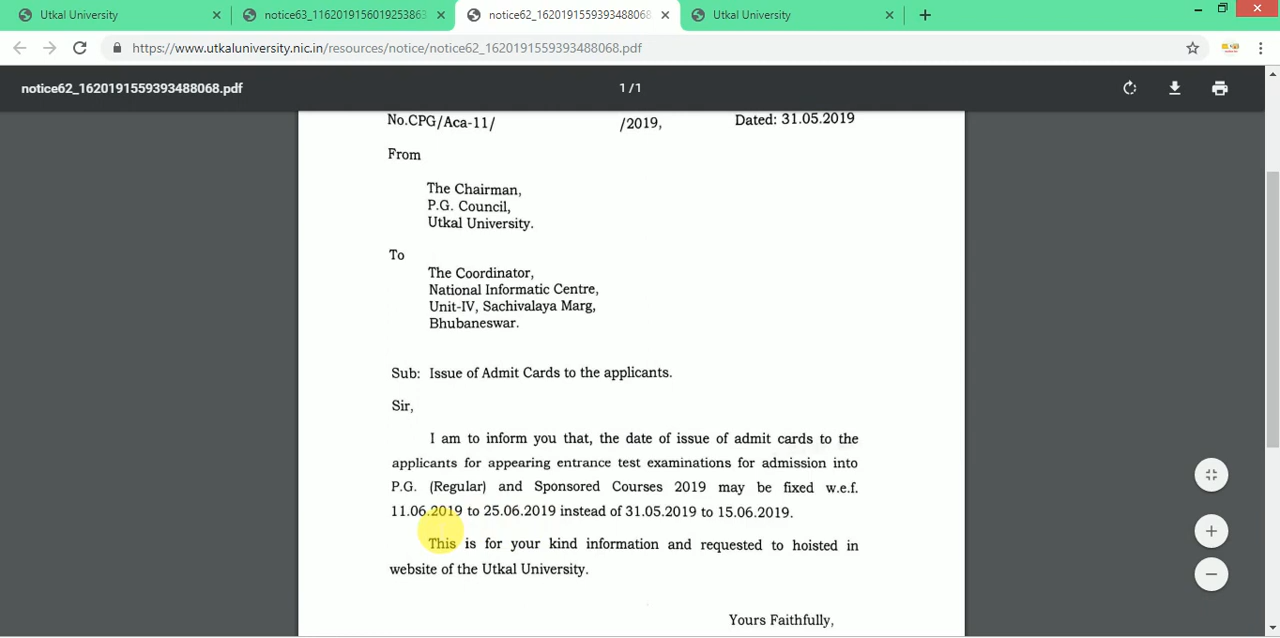 Utkal University
notice63_1162019156019253863
notice62_1620191559393488068
Utkal University
https://www.utkaluniversity.nic.in/resources/notice/notice62_1620191559393488068.pdf
notice62_1620191559393488068.pdf
1 / 1
No.CPG/Aca-11/ /2019, Dated: 31.05.2019
From
The Chairman,
P.G. Council,
Utkal University.
To
The Coordinator,
National Informatic Centre,
Unit-IV, Sachivalaya Marg,
Bhubaneswar.
Sub: Issue of Admit Cards to the applicants.
Sir,
I am to inform you that, the date of issue of admit cards to the
applicants for appearing entrance test examinations for admission into
P.G. (Regular) and Sponsored Courses 2019 may be fixed w.e.f.
11.06.2019 to 25.06.2019 instead of 31.05.2019 to 15.06.2019.
This is for your kind information and requested to hoisted in
website of the Utkal University.
Yours Faithfully,